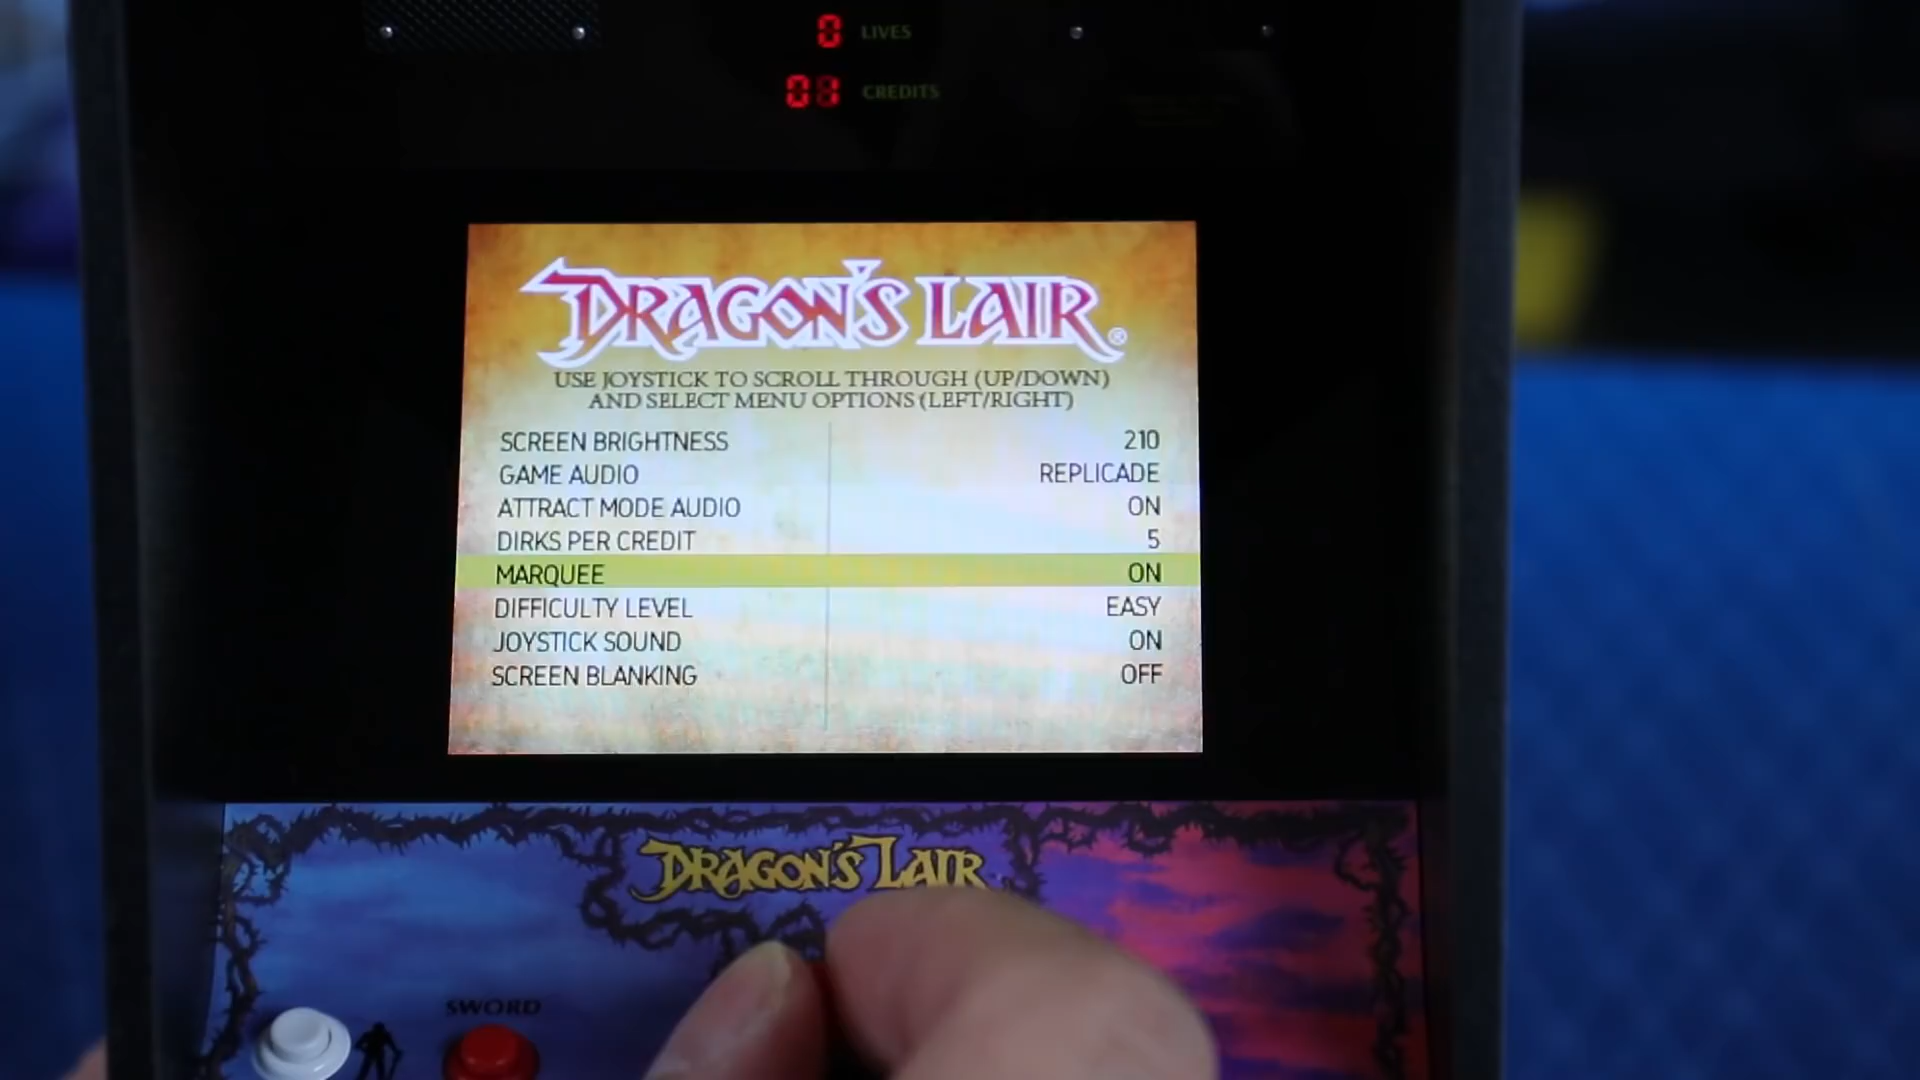 0 LIVES
01 CREDITS
DRAGON'S LAIR®
USE JOYSTICK TO SCROLL THROUGH (UP/DOWN)
AND SELECT MENU OPTIONS (LEFT/RIGHT)
SCREEN BRIGHTNESS 210
GAME AUDIO REPLICADE
ATTRACT MODE AUDIO ON
DIRKS PER CREDIT 5
MARQUEE ON
DIFFICULTY LEVEL EASY
JOYSTICK SOUND ON
SCREEN BLANKING OFF
DRAGON'S LAIR
SWORD